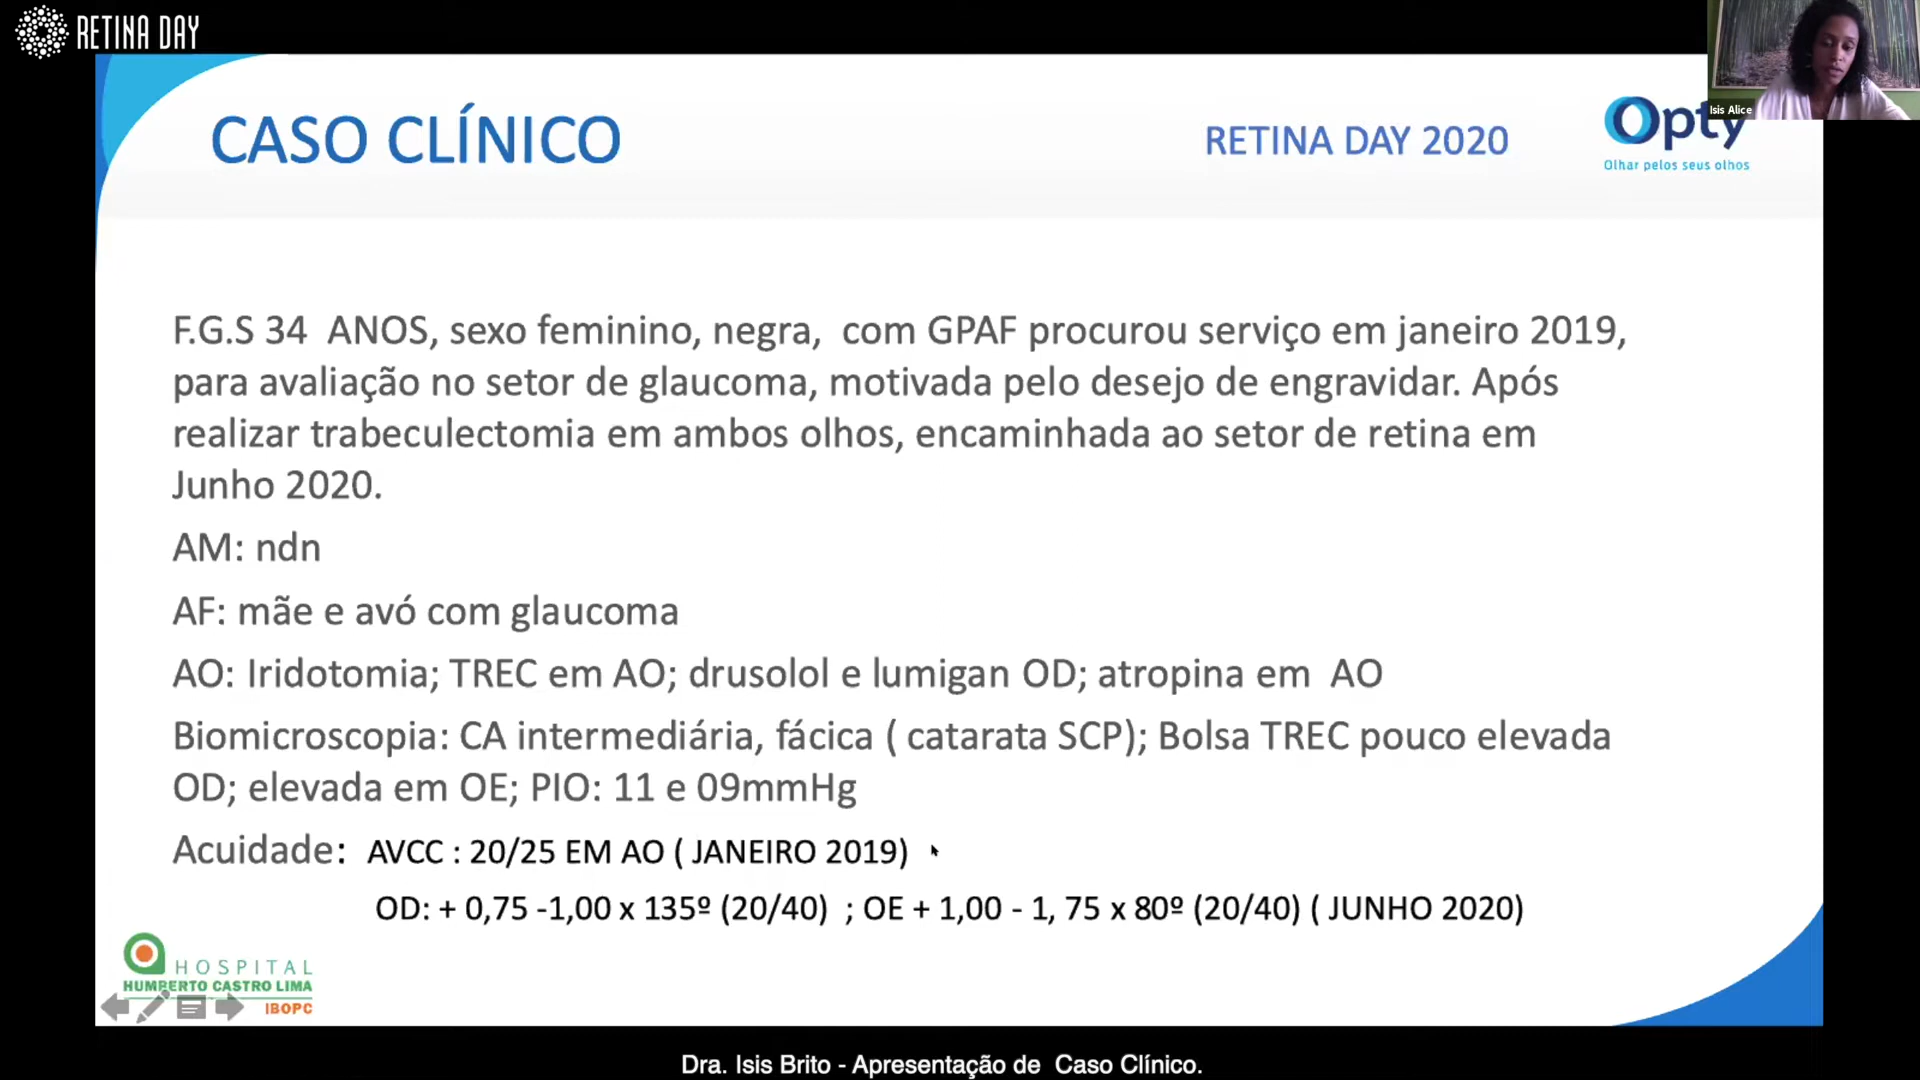 RETINA DAY
Isis Alice
CASO CLÍNICO
RETINA DAY 2020
Opty
Olhar pelos seus olhos
F.G.S 34 ANOS, sexo feminino, negra, com GPAF procurou serviço em janeiro 2019,
para avaliação no setor de glaucoma, motivada pelo desejo de engravidar. Após
realizar trabeculectomia em ambos olhos, encaminhada ao setor de retina em
Junho 2020.
AM: ndn
AF: mãe e avó com glaucoma
AO: Iridotomia; TREC em AO; drusolol e lumigan OD; atropina em AO
Biomicroscopia: CA intermediária, fácica ( catarata SCP); Bolsa TREC pouco elevada
OD; elevada em OE; PIO: 11 e 09mmHg
Acuidade: AVCC : 20/25 EM AO ( JANEIRO 2019)
OD: + 0,75 -1,00 x 135º (20/40) ; OE + 1,00 - 1, 75 x 80º (20/40) ( JUNHO 2020)
HOSPITAL
HUMBERTO CASTRO LIMA
IBOPC
Dra. Isis Brito - Apresentação de Caso Clínico.